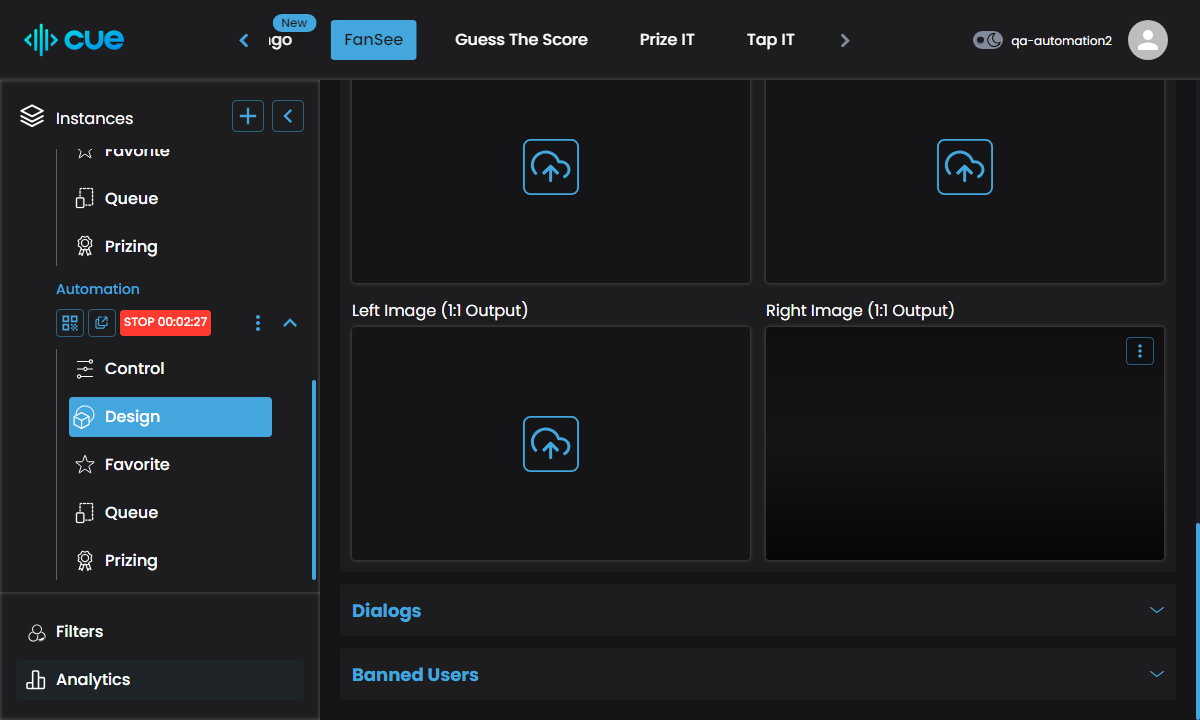 cue
New
ngo
FanSee
Guess The Score
Prize IT
Tap IT
qa-automation2
Instances
Favorite
Queue
Prizing
Automation
STOP 00:02:27
Control
Design
Favorite
Queue
Prizing
Filters
Analytics
Left Image (1:1 Output)
Right Image (1:1 Output)
Dialogs
Banned Users